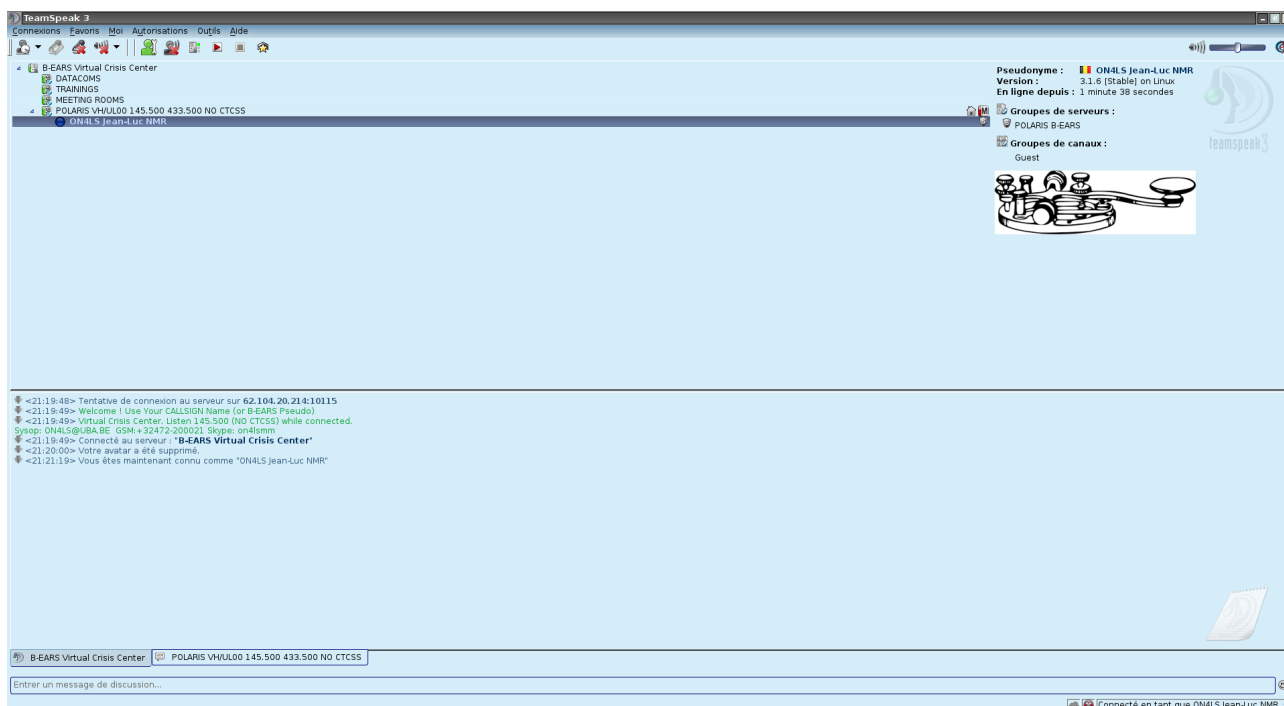 TeamSpeak 3
Connexions Favoris Moi Autorisations Outils Aide
B-EARS Virtual Crisis Center
DATACOMS
TRAININGS
MEETING ROOMS
POLARIS VH/UL00 145.500 433.500 NO CTCSS
ON4LS Jean-Luc NMR
Pseudonyme : ON4LS Jean-Luc NMR
Version : 3.1.6 [Stable] on Linux
En ligne depuis : 1 minute 38 secondes
Groupes de serveurs :
POLARIS B-EARS
Groupes de canaux :
Guest
teamspeak 3
<21:19:48> Tentative de connexion au serveur sur 62.104.20.214:10115
<21:19:49> Welcome ! Use Your CALLSIGN Name (or B-EARS Pseudo)
<21:19:49> Virtual Crisis Center. Listen 145.500 (NO CTCSS) while connected.
Sysop: ON4LS@UBA.BE GSM:+32472-200021 Skype: on4lsmm
<21:19:49> Connecté au serveur : "B-EARS Virtual Crisis Center"
<21:20:00> Votre avatar a été supprimé.
<21:21:19> Vous êtes maintenant connu comme "ON4LS Jean-Luc NMR"
B-EARS Virtual Crisis Center POLARIS VH/UL00 145.500 433.500 NO CTCSS
Entrer un message de discussion...
Connecté en tant que ON4LS Jean-Luc NMR